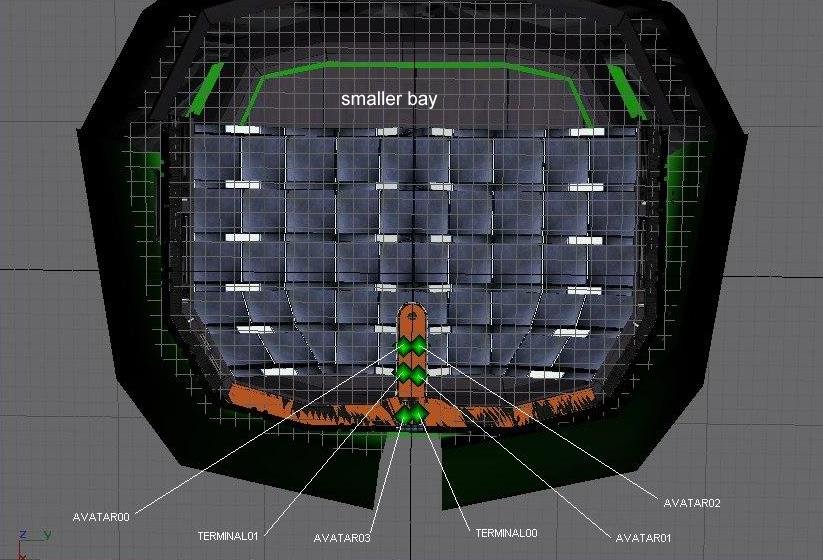 smaller bay
AVATAR00
TERMINAL01
AVATAR03
TERMINAL00
AVATAR01
AVATAR02
z y
x